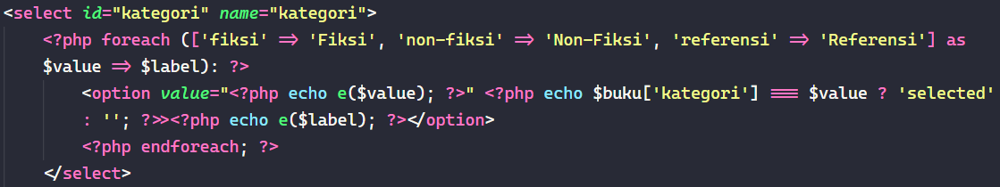 <select id="kategori" name="kategori">
<?php foreach (['fiksi' => 'Fiksi', 'non-fiksi' => 'Non-Fiksi', 'referensi' => 'Referensi'] as
$value => $label): ?>
<option value="<?php echo e($value); ?>" <?php echo $buku['kategori'] === $value ? 'selected'
: ''; ?>><?php echo e($label); ?></option>
<?php endforeach; ?>
</select>